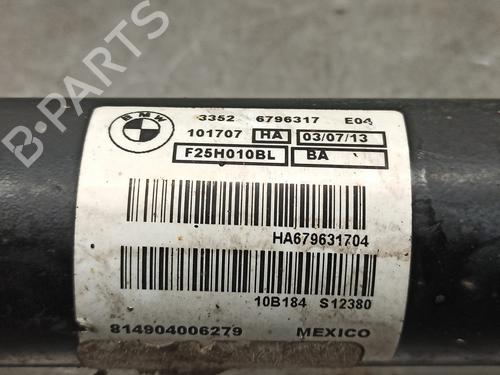 B-PARTS
BMW
3352 6796317 E04
101707 HA 03/07/13
F25H010BL BA
HA679631704
10B184 S12380
814904006279 MEXICO